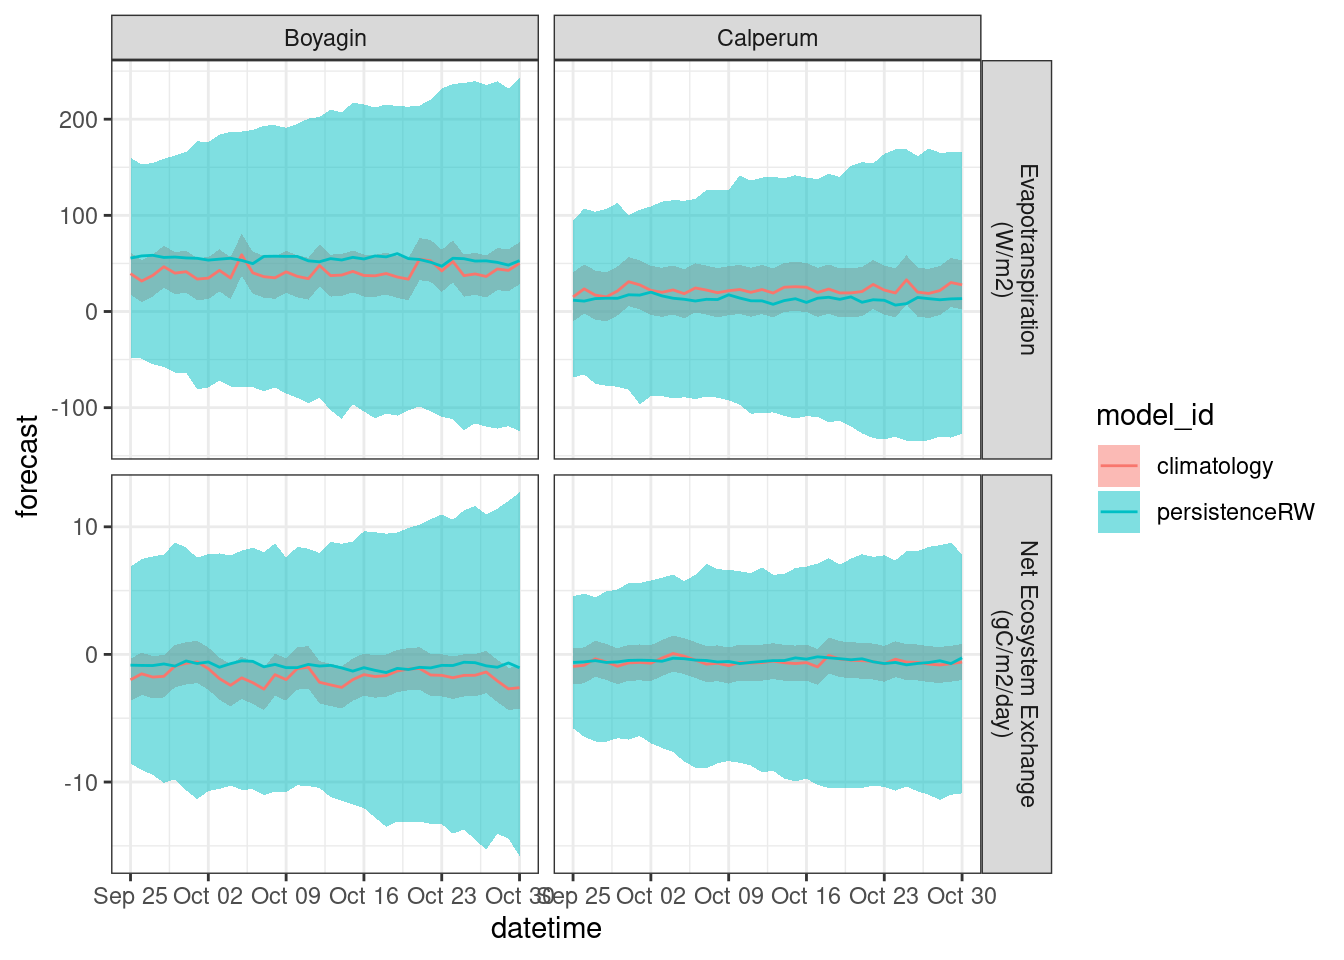 Boyagin
Calperum
200
100
0
-100
Evapotranspiration
(W/m2)
10
0
-10
Net Ecosystem Exchange
(gC/m2/day)
forecast
Sep 25 Oct 02 Oct 09 Oct 16 Oct 23 Oct 30
Sep 25 Oct 02 Oct 09 Oct 16 Oct 23 Oct 30
datetime
model_id
climatology
persistenceRW